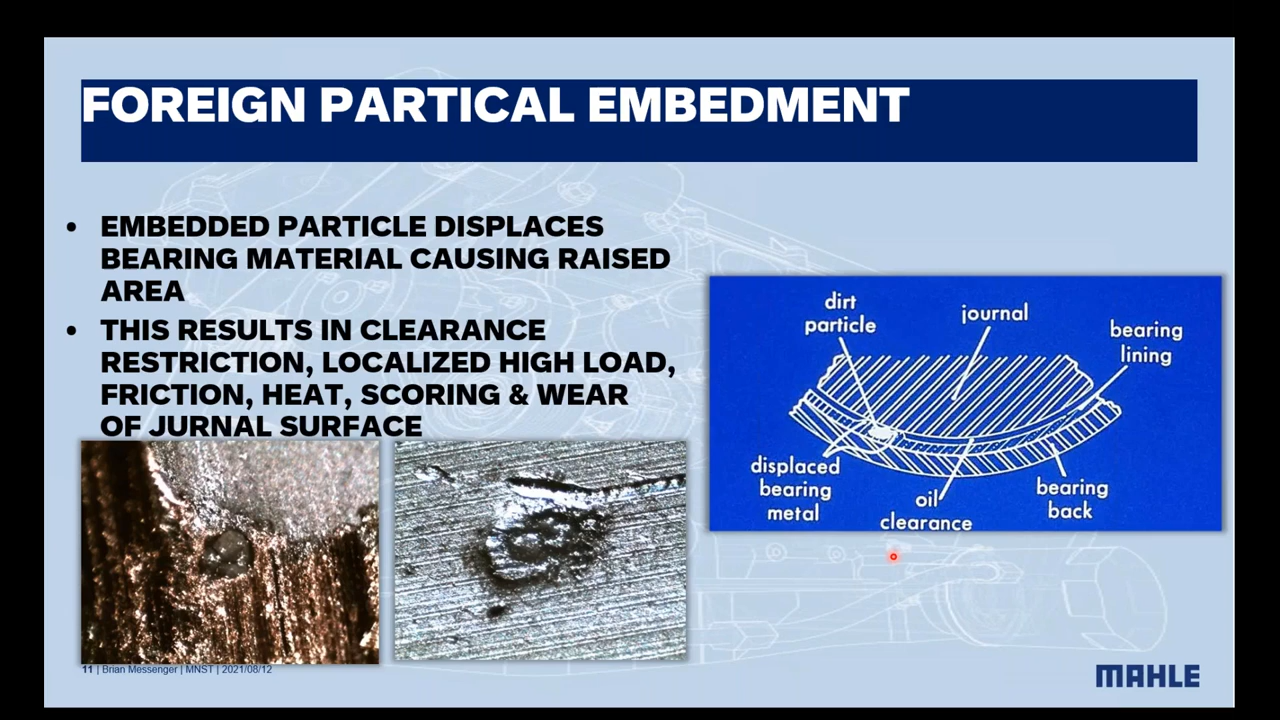 FOREIGN PARTICAL EMBEDMENT
• EMBEDDED PARTICLE DISPLACES
BEARING MATERIAL CAUSING RAISED
AREA
• THIS RESULTS IN CLEARANCE
RESTRICTION, LOCALIZED HIGH LOAD,
FRICTION, HEAT, SCORING & WEAR
OF JURNAL SURFACE
dirt
particle
journal
bearing
lining
displaced
bearing
metal
oil
clearance
bearing
back
11 | Brian Messenger | MNST | 2021/08/12
MAHLE